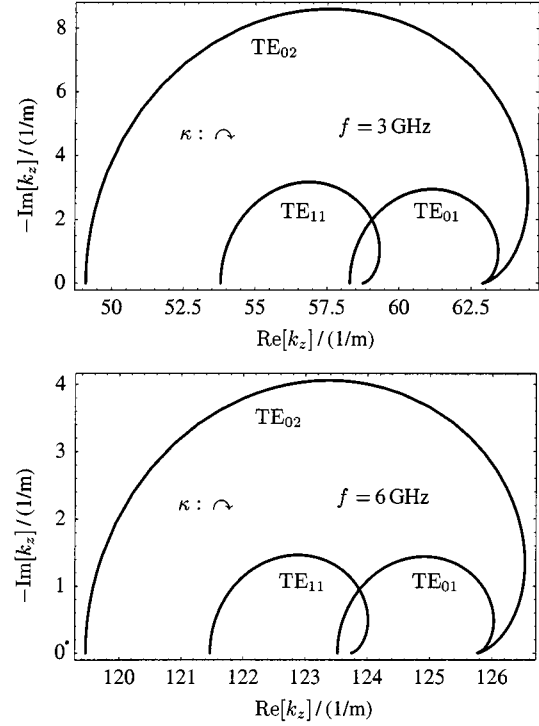 8
6
4
2
0
−Im[k_z] / (1/m)
TE₀₂
κ : ↷
f = 3 GHz
TE₁₁
TE₀₁
50 52.5 55 57.5 60 62.5
Re[k_z] / (1/m)
4
3
2
1
0
−Im[k_z] / (1/m)
TE₀₂
κ : ↷
f = 6 GHz
TE₁₁
TE₀₁
120 121 122 123 124 125 126
Re[k_z] / (1/m)